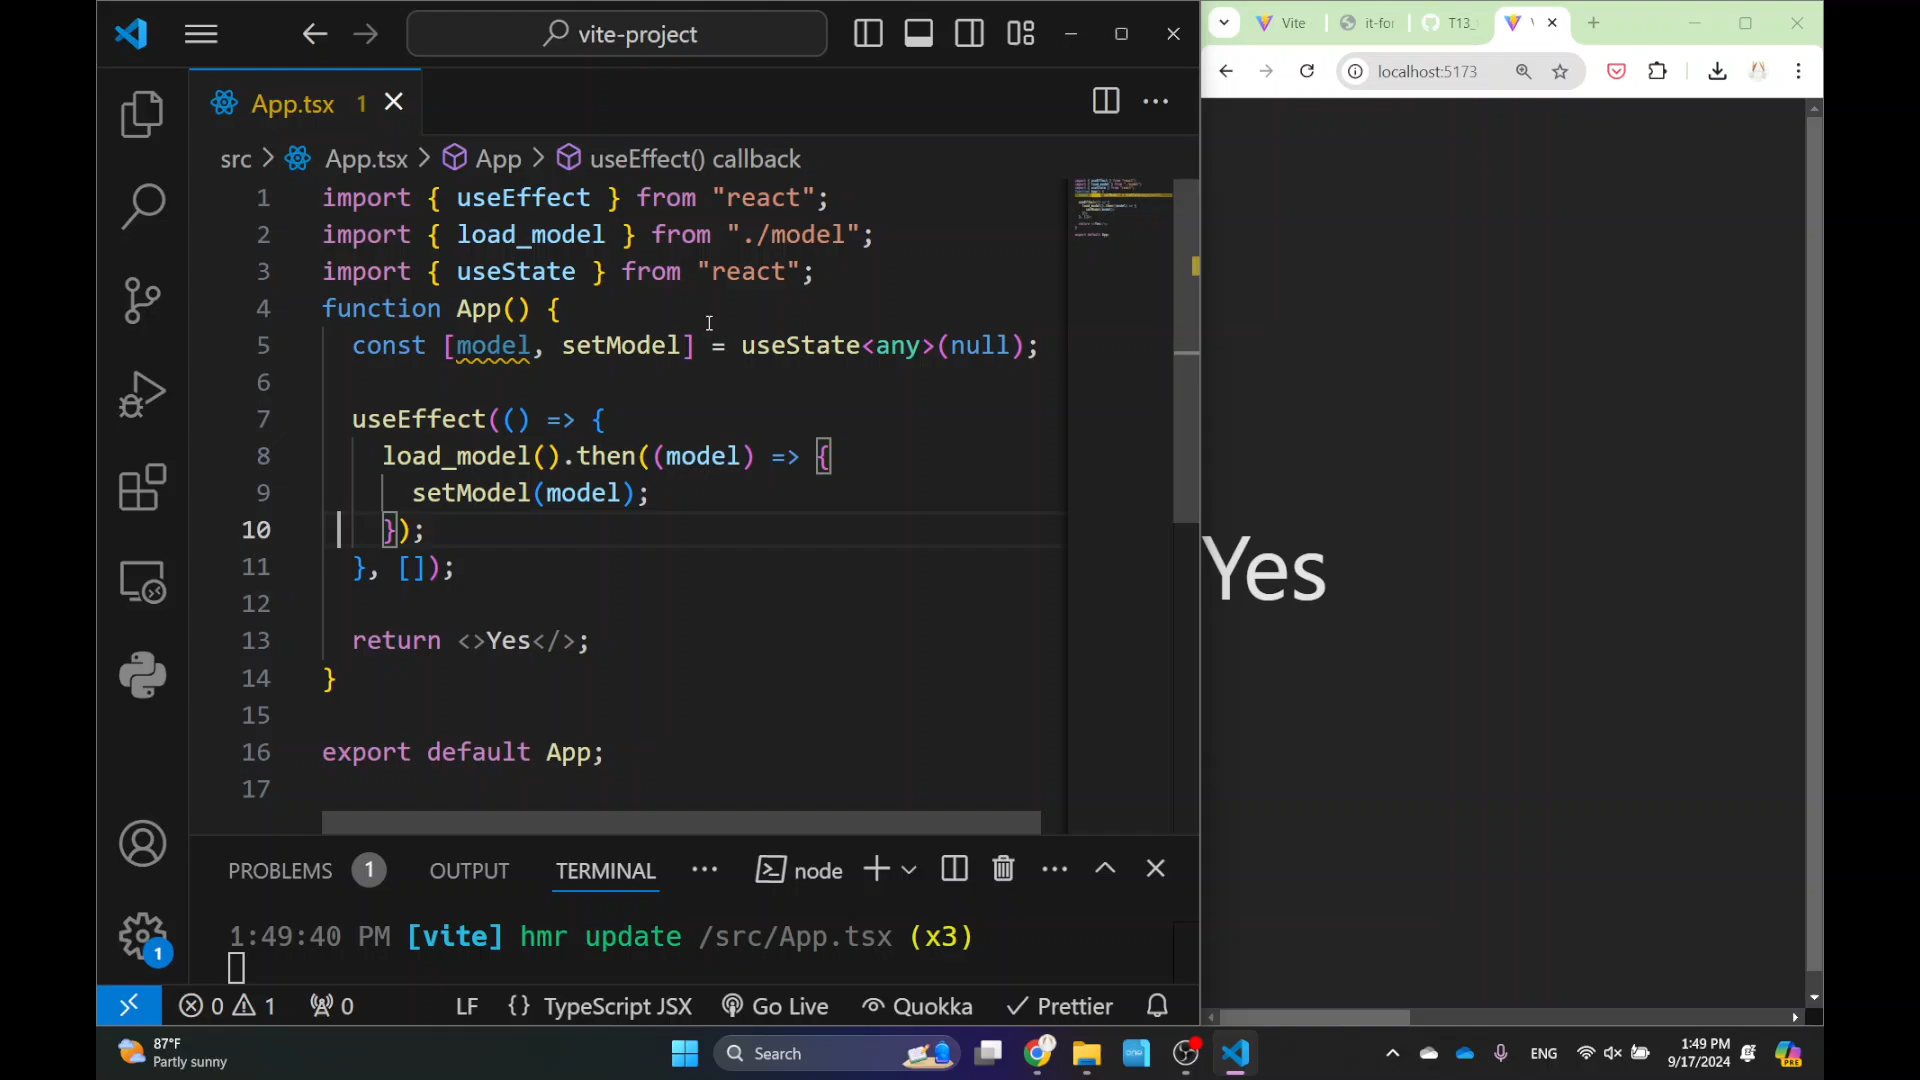 vite-project
Vite
it-for
T13_
localhost:5173
App.tsx 1
src > App.tsx > App > useEffect() callback
1 import { useEffect } from "react";
2 import { load_model } from "./model";
3 import { useState } from "react";
4 function App() {
5 const [model, setModel] = useState<any>(null);
6
7 useEffect(() => {
8 load_model().then((model) => {
9 setModel(model);
10 });
11 }, []);
12
13 return <>Yes</>;
14 }
15
16 export default App;
17
Yes
PROBLEMS 1 OUTPUT TERMINAL node
1:49:40 PM [vite] hmr update /src/App.tsx (x3)
0 1 0 LF {} TypeScript JSX Go Live Quokka Prettier
1
87°F
Partly sunny
Search
ENG
1:49 PM
9/17/2024